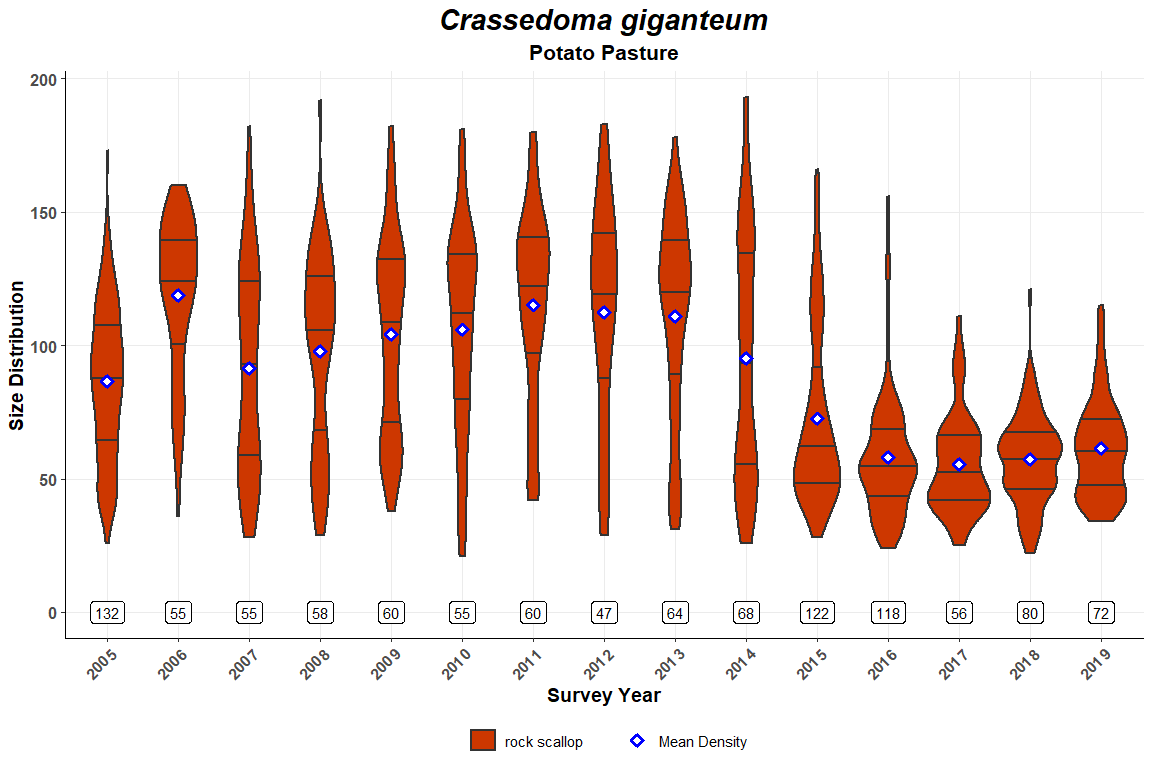 Crassedoma giganteum
Potato Pasture
Size Distribution
200
150
100
50
0
132 55 55 58 60 55 60 47 64 68 122 118 56 80 72
2005 2006 2007 2008 2009 2010 2011 2012 2013 2014 2015 2016 2017 2018 2019
Survey Year
rock scallop Mean Density